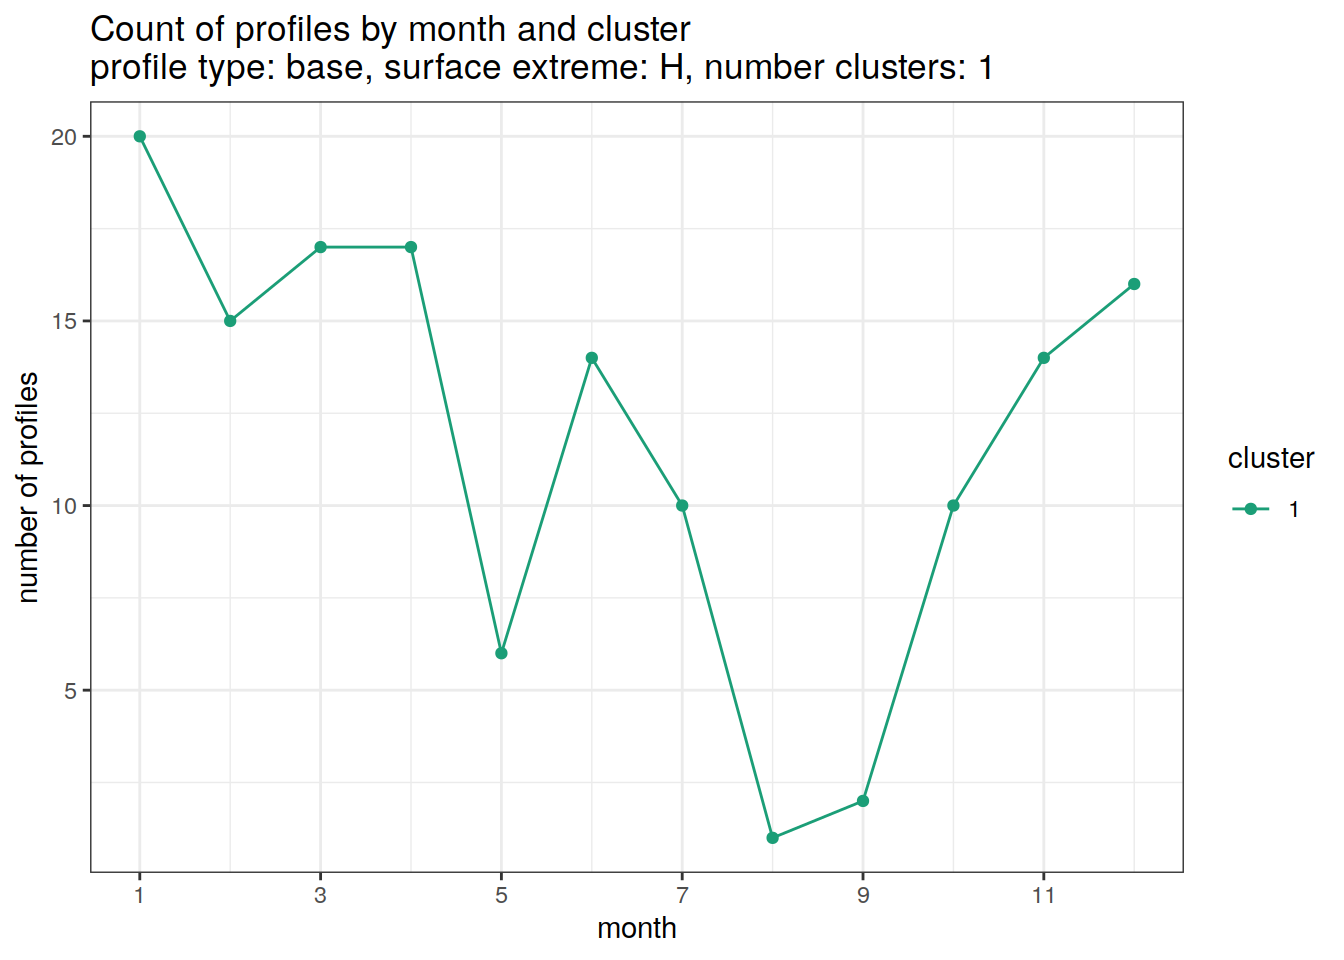 Count of profiles by month and cluster
profile type: base, surface extreme: H, number clusters: 1
20
15
10
5
number of profiles
1 3 5 7 9 11
month
cluster
1